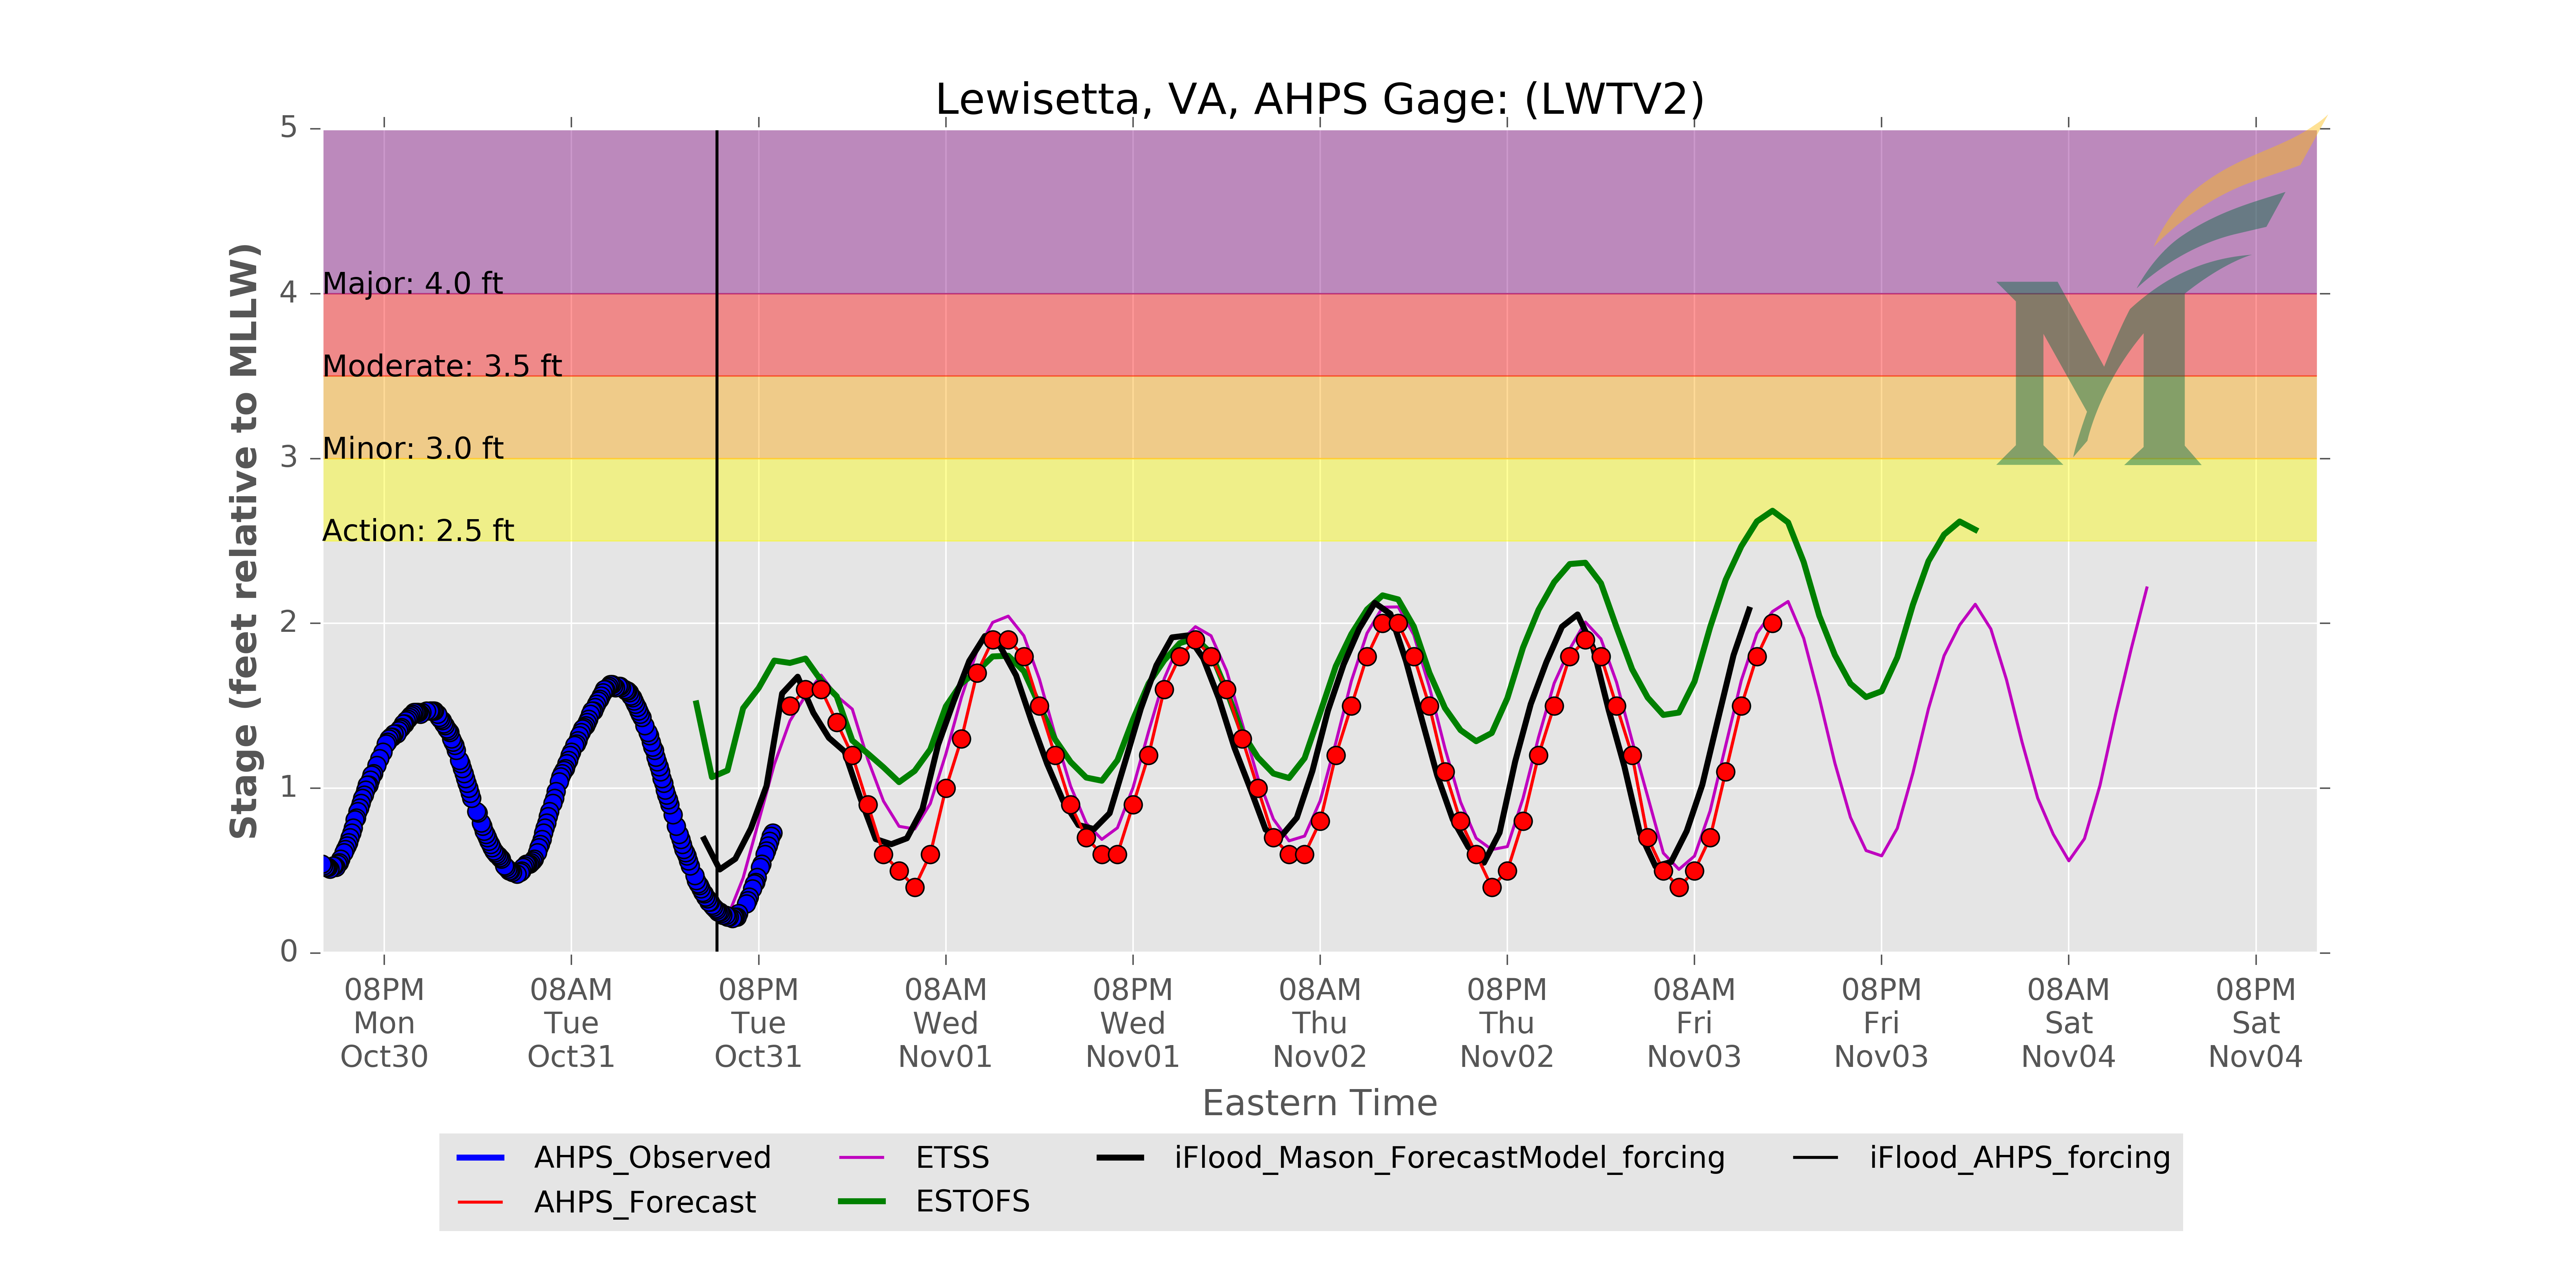 Lewisetta, VA, AHPS Gage: (LWTV2)
5
4
3
2
1
0
Stage (feet relative to MLLW)
Major: 4.0 ft
Moderate: 3.5 ft
Minor: 3.0 ft
Action: 2.5 ft
08PM 08AM 08PM 08AM 08PM 08AM 08PM 08AM 08PM 08AM 08PM
Mon Tue Tue Wed Wed Thu Thu Fri Fri Sat Sat
Oct30 Oct31 Oct31 Nov01 Nov01 Nov02 Nov02 Nov03 Nov03 Nov04 Nov04
Eastern Time
AHPS_Observed ETSS iFlood_Mason_ForecastModel_forcing iFlood_AHPS_forcing
AHPS_Forecast ESTOFS